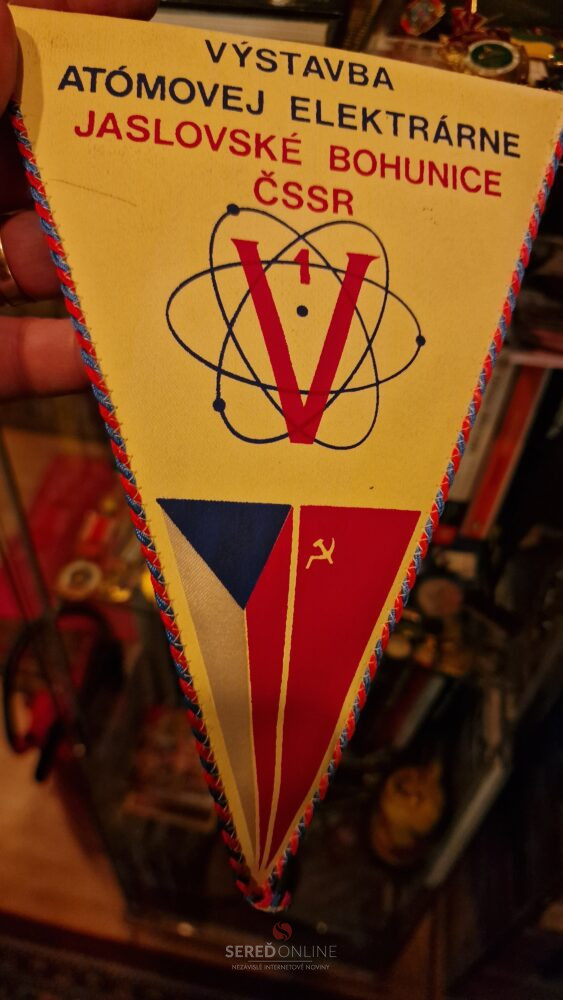 VÝSTAVBA
ATÓMOVEJ ELEKTRÁRNE
JASLOVSKÉ BOHUNICE
ČSSR
V
1
SEREĎONLINE
NEZÁVISLÉ INTERNETOVÉ NOVINY